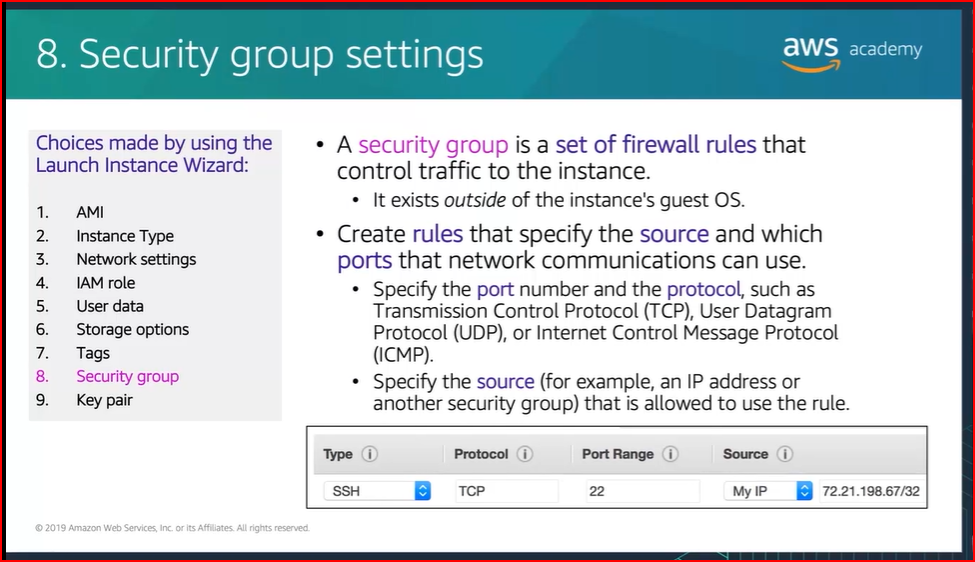 8. Security group settings
aws academy
Choices made by using the
Launch Instance Wizard:
1. AMI
2. Instance Type
3. Network settings
4. IAM role
5. User data
6. Storage options
7. Tags
8. Security group
9. Key pair
• A security group is a set of firewall rules that
control traffic to the instance.
• It exists outside of the instance's guest OS.
• Create rules that specify the source and which
ports that network communications can use.
• Specify the port number and the protocol, such as
Transmission Control Protocol (TCP), User Datagram
Protocol (UDP), or Internet Control Message Protocol
(ICMP).
• Specify the source (for example, an IP address or
another security group) that is allowed to use the rule.
Type i Protocol i Port Range i Source i
SSH TCP 22 My IP 72.21.198.67/32
© 2019 Amazon Web Services, Inc. or its Affiliates. All rights reserved.